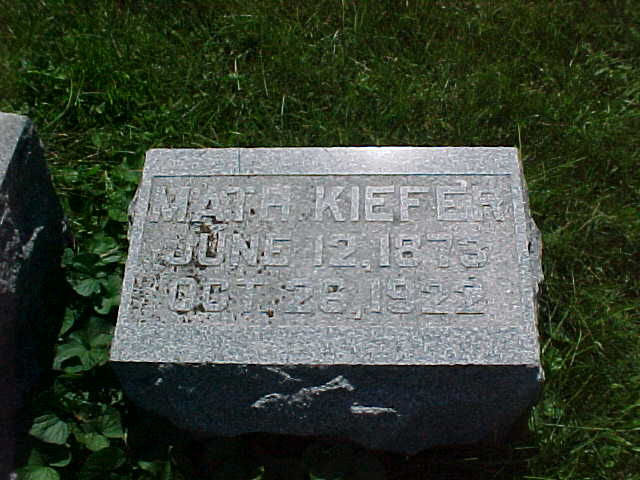 MATH KIEFER
JUNE 12, 1873
OCT. 28, 1922